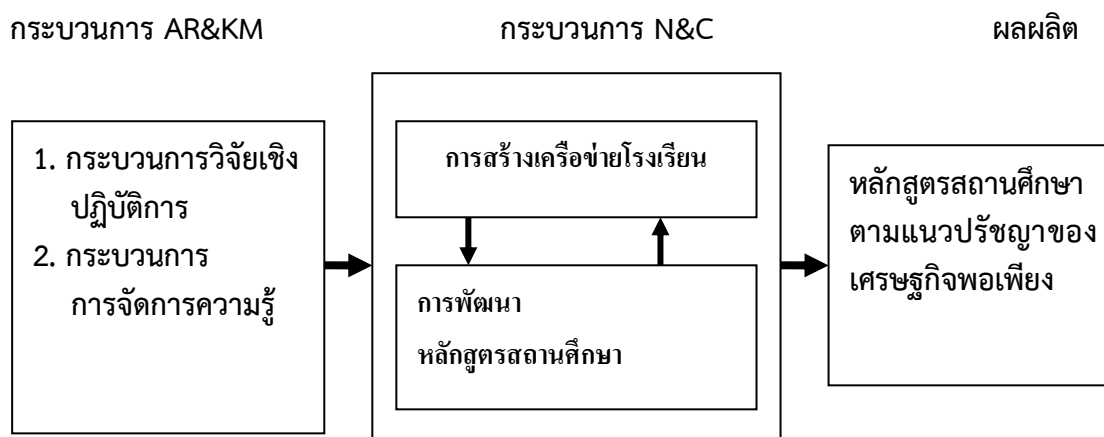 กระบวนการ AR&KM กระบวนการ N&C ผลผลิต
1. กระบวนการวิจัยเชิง
ปฏิบัติการ
2. กระบวนการ
การจัดการความรู้
การสร้างเครือข่ายโรงเรียน
การพัฒนา
หลักสูตรสถานศึกษา
หลักสูตรสถานศึกษา
ตามแนวปรัชญาของ
เศรษฐกิจพอเพียง